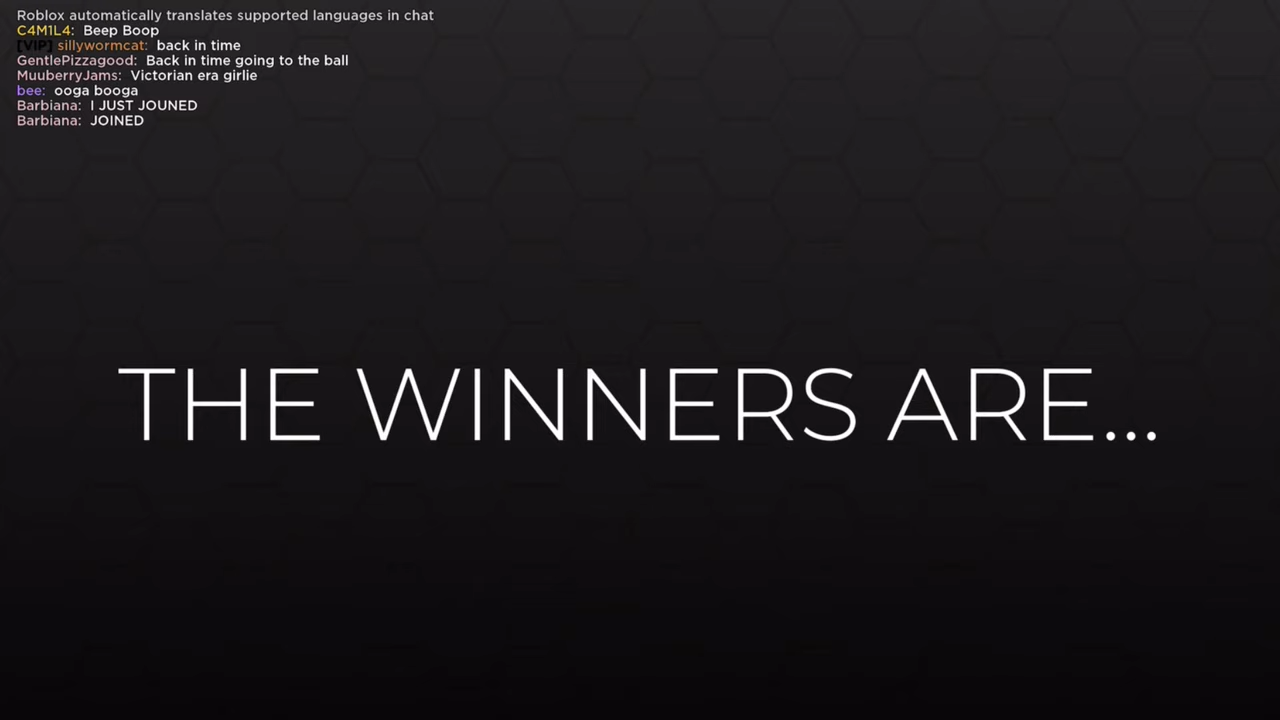 Roblox automatically translates supported languages in chat
C4M1L4: Beep Boop
[VIP] sillywormcat: back in time
GentlePizzagood: Back in time going to the ball
MuuberryJams: Victorian era girlie
bee: ooga booga
Barbiana: I JUST JOUNED
Barbiana: JOINED
THE WINNERS ARE...